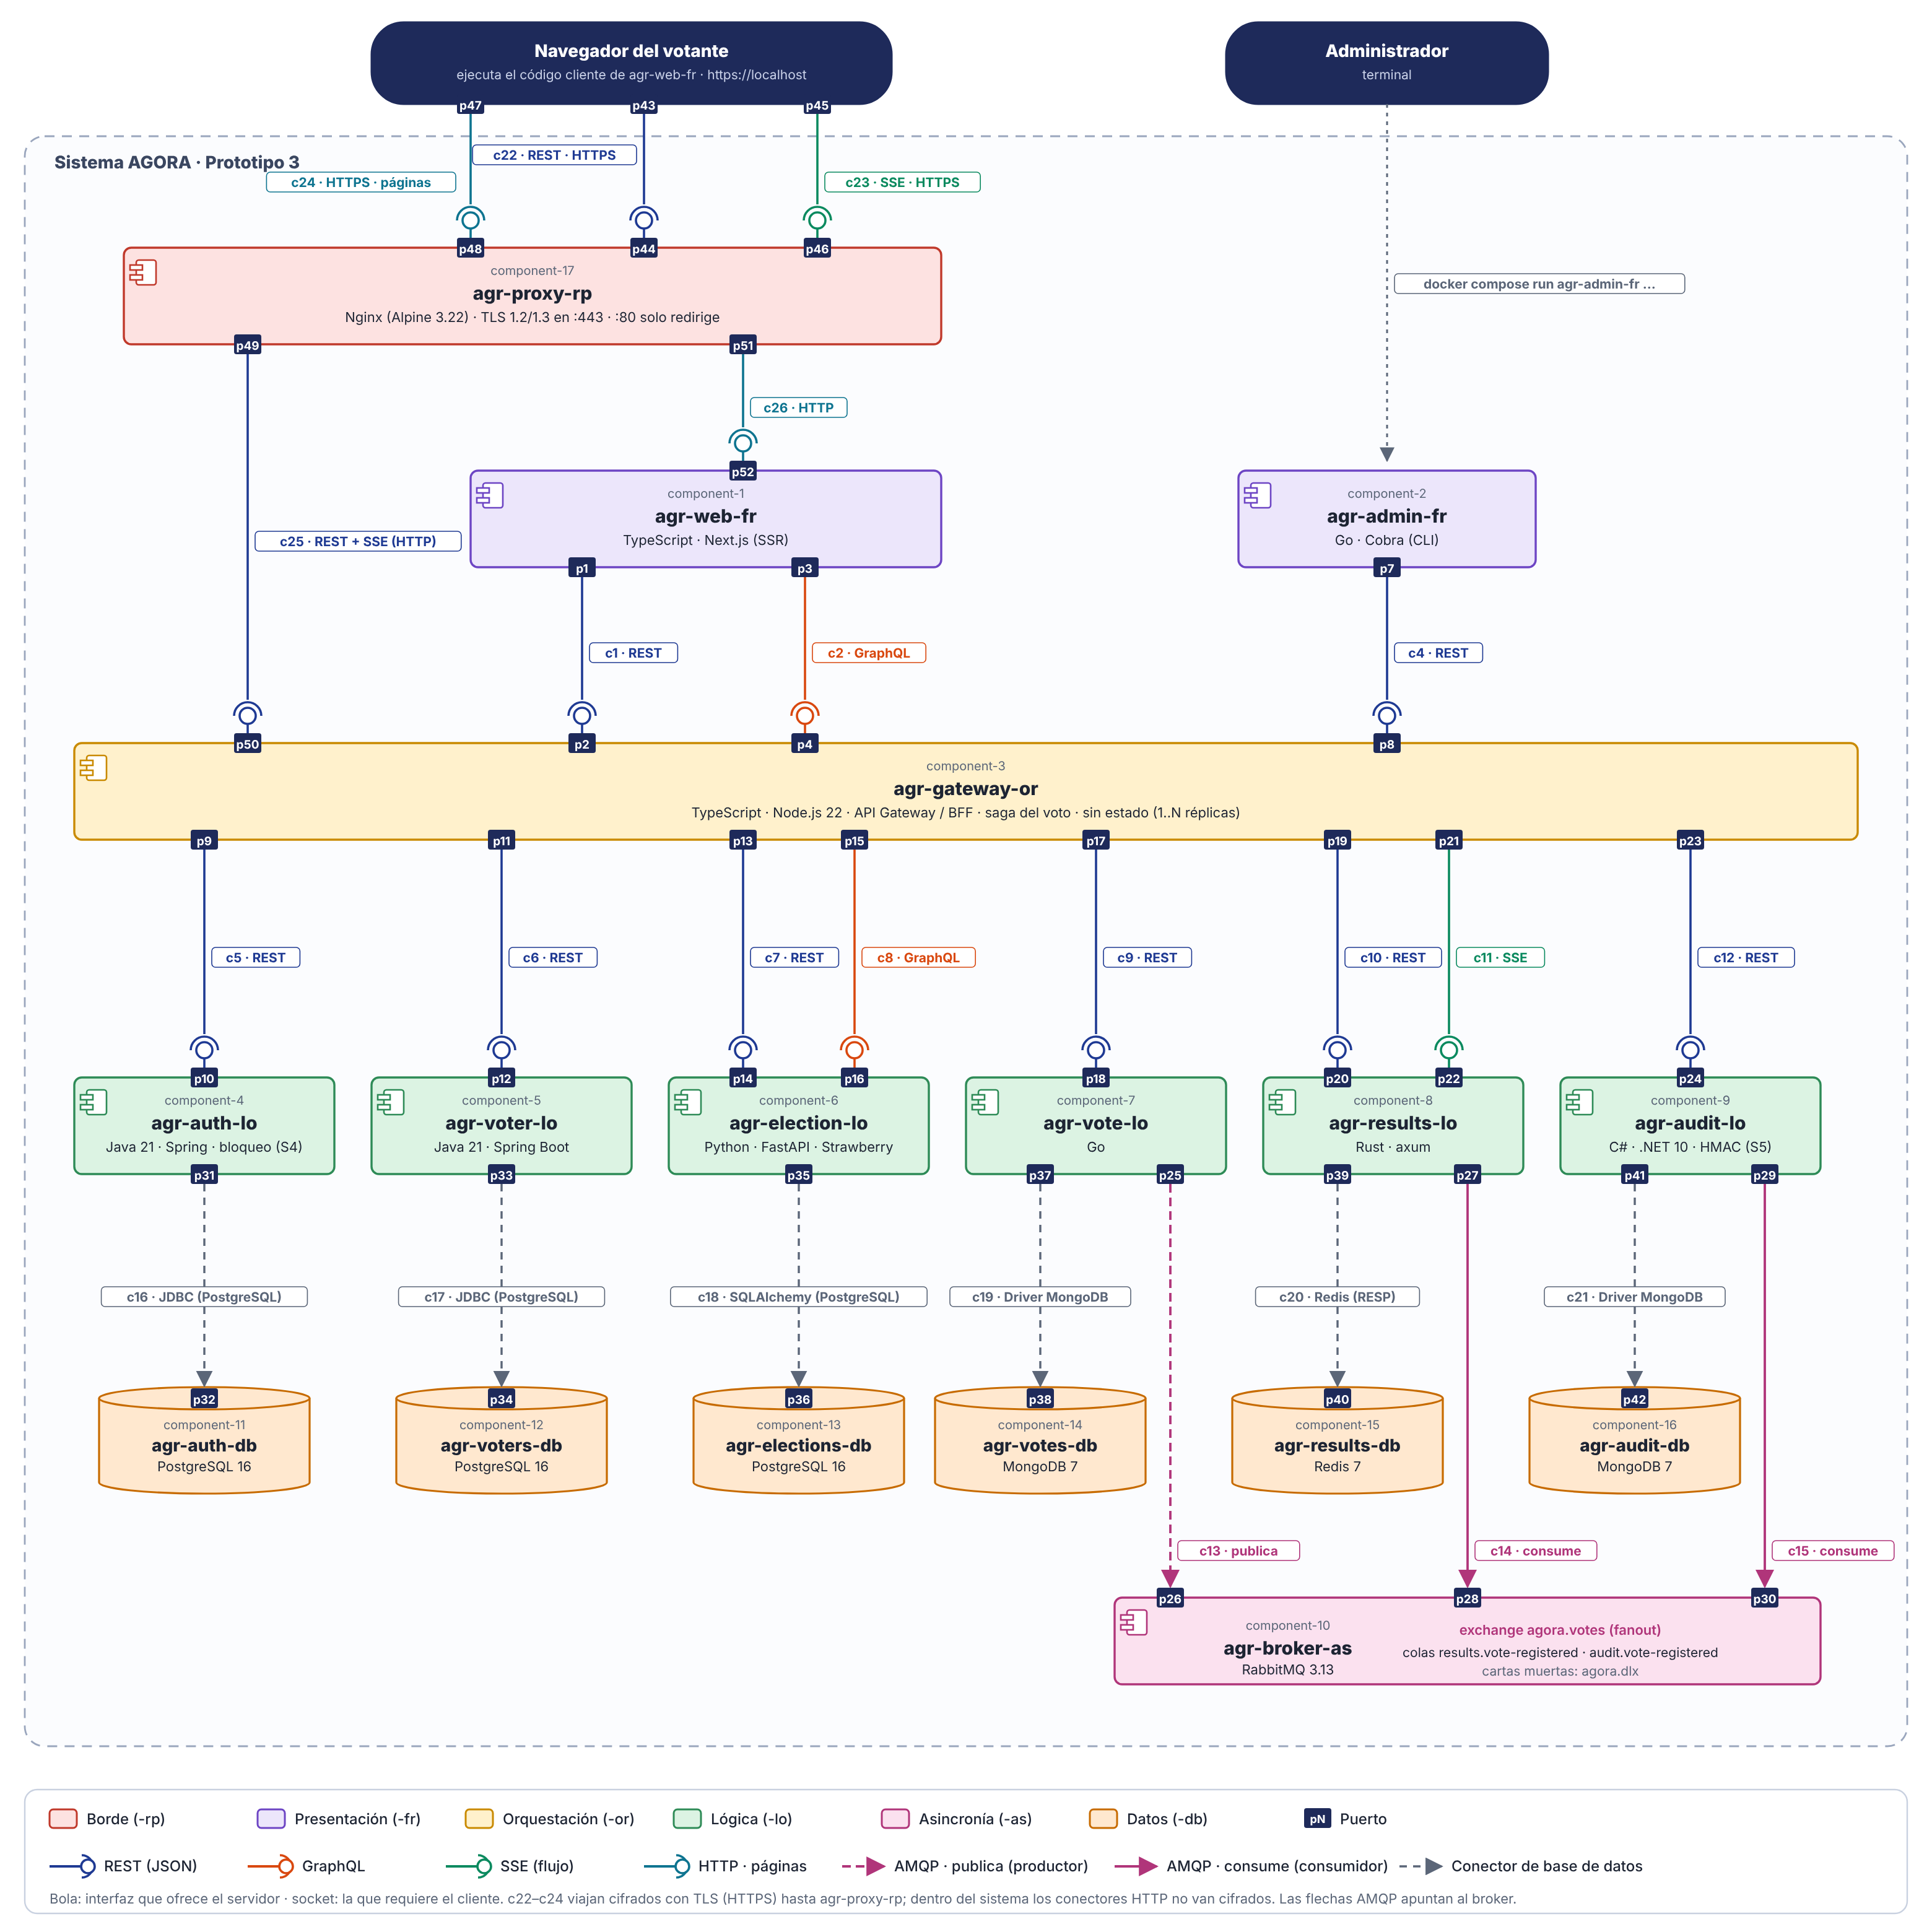 Navegador del votante
ejecuta el código cliente de agr-web-fr · https://localhost
Administrador
terminal
p47
p43
p45
Sistema AGORA · Prototipo 3
c22 · REST · HTTPS
c24 · HTTPS · páginas
c23 · SSE · HTTPS
p48
p44
p46
component-17
agr-proxy-rp
Nginx (Alpine 3.22) · TLS 1.2/1.3 en :443 · :80 solo redirige
docker compose run agr-admin-fr ...
p49
p51
c26 · HTTP
p52
component-1
agr-web-fr
TypeScript · Next.js (SSR)
component-2
agr-admin-fr
Go · Cobra (CLI)
c25 · REST + SSE (HTTP)
p1
p3
p7
c1 · REST
c2 · GraphQL
c4 · REST
p50
p2
p4
p8
component-3
agr-gateway-or
TypeScript · Node.js 22 · API Gateway / BFF · saga del voto · sin estado (1..N réplicas)
p9
p11
p13
p15
p17
p19
p21
p23
c5 · REST
c6 · REST
c7 · REST
c8 · GraphQL
c9 · REST
c10 · REST
c11 · SSE
c12 · REST
p10
p12
p14
p16
p18
p20
p22
p24
component-4
agr-auth-lo
Java 21 · Spring · bloqueo (S4)
component-5
agr-voter-lo
Java 21 · Spring Boot
component-6
agr-election-lo
Python · FastAPI · Strawberry
component-7
agr-vote-lo
Go
component-8
agr-results-lo
Rust · axum
component-9
agr-audit-lo
C# · .NET 10 · HMAC (S5)
p31
p33
p35
p37
p25
p39
p27
p41
p29
c16 · JDBC (PostgreSQL)
c17 · JDBC (PostgreSQL)
c18 · SQLAlchemy (PostgreSQL)
c19 · Driver MongoDB
c20 · Redis (RESP)
c21 · Driver MongoDB
p32
p34
p36
p38
p40
p42
component-11
agr-auth-db
PostgreSQL 16
component-12
agr-voters-db
PostgreSQL 16
component-13
agr-elections-db
PostgreSQL 16
component-14
agr-votes-db
MongoDB 7
component-15
agr-results-db
Redis 7
component-16
agr-audit-db
MongoDB 7
c13 · publica
c14 · consume
c15 · consume
p26
p28
p30
component-10
agr-broker-as
RabbitMQ 3.13
exchange agora.votes (fanout)
colas results.vote-registered · audit.vote-registered
cartas muertas: agora.dlx
Borde (-rp)
Presentación (-fr)
Orquestación (-or)
Lógica (-lo)
Asincronía (-as)
Datos (-db)
pN
Puerto
REST (JSON)
GraphQL
SSE (flujo)
HTTP · páginas
AMQP · publica (productor)
AMQP · consume (consumidor)
Conector de base de datos
Bola: interfaz que ofrece el servidor · socket: la que requiere el cliente. c22–c24 viajan cifrados con TLS (HTTPS) hasta agr-proxy-rp; dentro del sistema los conectores HTTP no van cifrados. Las flechas AMQP apuntan al broker.